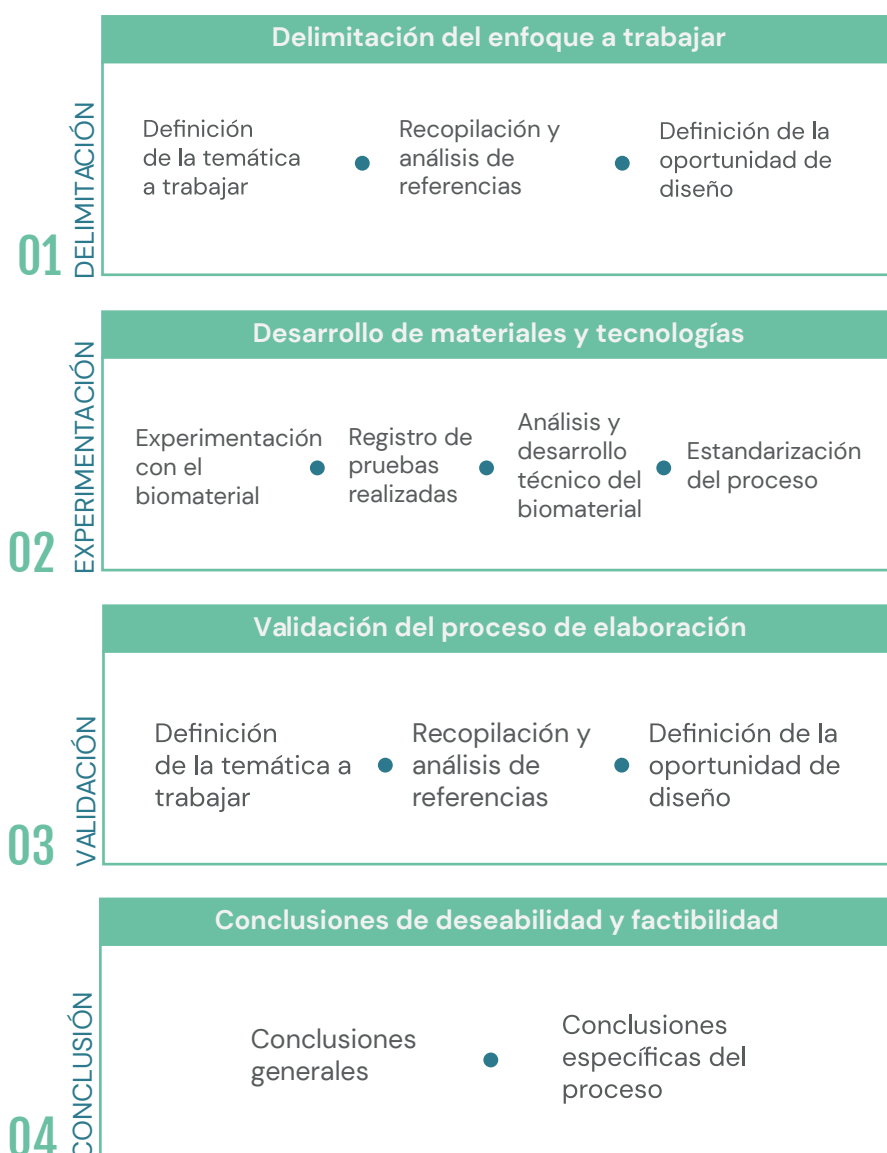 Delimitación del enfoque a trabajar
01
DELIMITACIÓN
Definición
de la temática
a trabajar
Recopilación y
análisis de
referencias
Definición de la
oportunidad de
diseño
Desarrollo de materiales y tecnologías
02
EXPERIMENTACIÓN
Experimentación
con el
biomaterial
Registro de
pruebas
realizadas
Análisis y
desarrollo
técnico del
biomaterial
Estandarización
del proceso
Validación del proceso de elaboración
03
VALIDACIÓN
Definición
de la temática a
trabajar
Recopilación y
análisis de
referencias
Definición de la
oportunidad de
diseño
Conclusiones de deseabilidad y factibilidad
04
CONCLUSIÓN
Conclusiones
generales
Conclusiones
específicas del
proceso